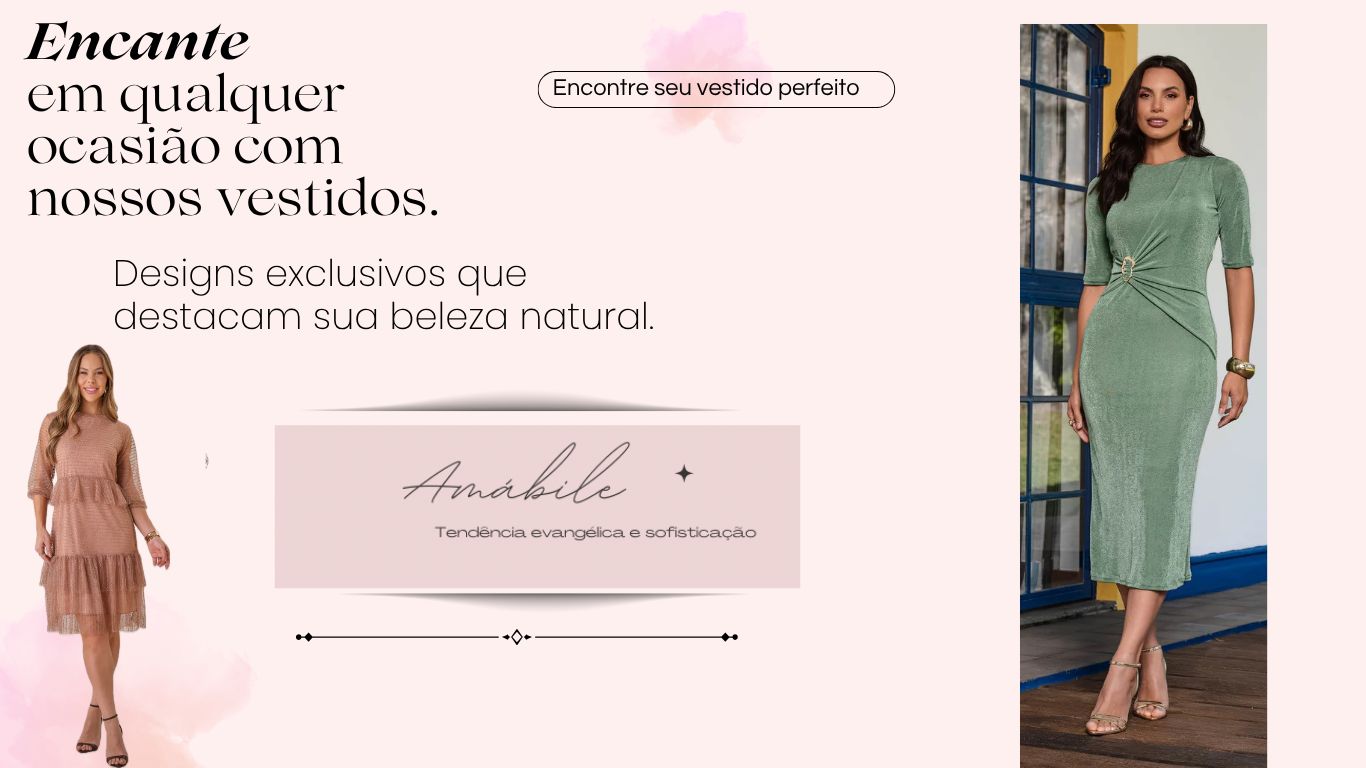 Encante
em qualquer
ocasião com
nossos vestidos.
Encontre seu vestido perfeito
Designs exclusivos que
destacam sua beleza natural.
Amábile
Tendência evangélica e sofisticação